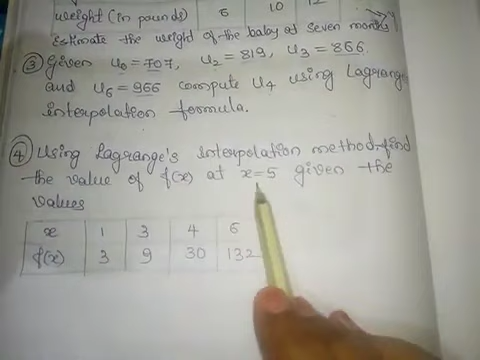 weight (in pounds) 6 10 12
Estimate the weight of the baby at seven months
③ Given u₀ = 707, u₂ = 819, u₃ = 866
and u₆ = 966 compute u₄ using Lagrange
interpolation formula.
④ Using Lagrange's interpolation method find
the value of f(x) at x=5 given the
values
x 1 3 4 6
f(x) 3 9 30 132